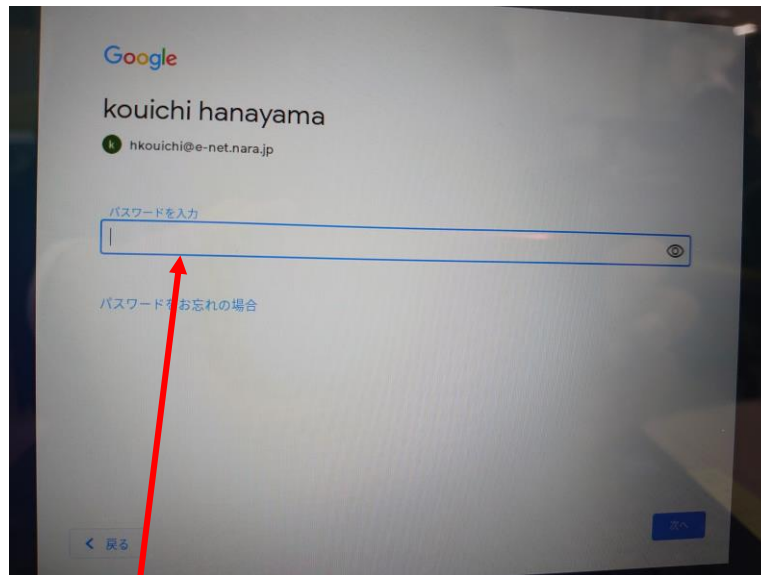 Google
kouichi hanayama
k hkouichi@e-net.nara.jp
パスワードを入力
パスワードをお忘れの場合
戻る
次へ